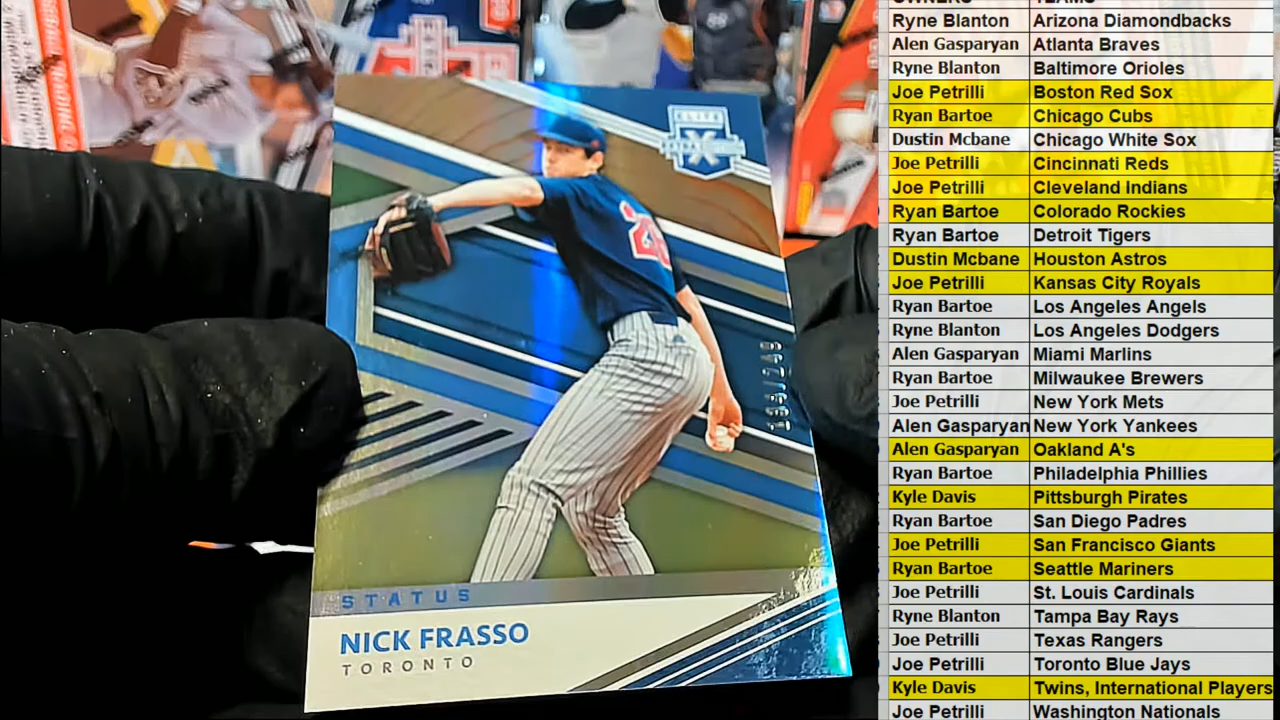 ELITE
X
STATUS
NICK FRASSO
TORONTO
OWNERS TEAMS
Ryne Blanton Arizona Diamondbacks
Alen Gasparyan Atlanta Braves
Ryne Blanton Baltimore Orioles
Joe Petrilli Boston Red Sox
Ryan Bartoe Chicago Cubs
Dustin Mcbane Chicago White Sox
Joe Petrilli Cincinnati Reds
Joe Petrilli Cleveland Indians
Ryan Bartoe Colorado Rockies
Ryan Bartoe Detroit Tigers
Dustin Mcbane Houston Astros
Joe Petrilli Kansas City Royals
Ryan Bartoe Los Angeles Angels
Ryne Blanton Los Angeles Dodgers
Alen Gasparyan Miami Marlins
Ryan Bartoe Milwaukee Brewers
Joe Petrilli New York Mets
Alen Gasparyan New York Yankees
Alen Gasparyan Oakland A's
Ryan Bartoe Philadelphia Phillies
Kyle Davis Pittsburgh Pirates
Ryan Bartoe San Diego Padres
Joe Petrilli San Francisco Giants
Ryan Bartoe Seattle Mariners
Joe Petrilli St. Louis Cardinals
Ryne Blanton Tampa Bay Rays
Joe Petrilli Texas Rangers
Joe Petrilli Toronto Blue Jays
Kyle Davis Twins, International Players
Joe Petrilli Washington Nationals